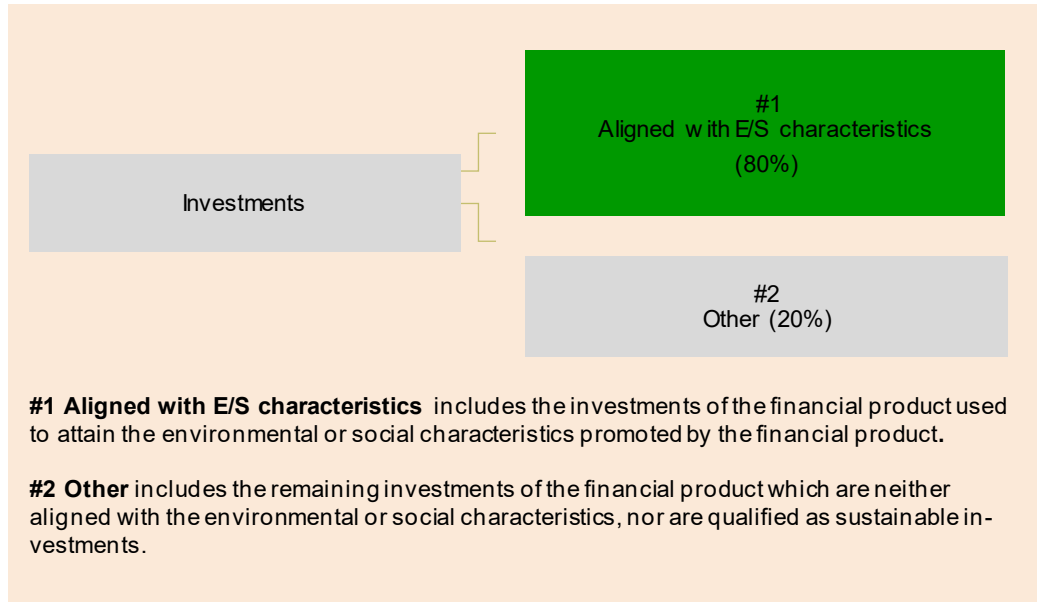 #1
Aligned with E/S characteristics
(80%)
Investments
#2
Other (20%)
#1 Aligned with E/S characteristics includes the investments of the financial product used
to attain the environmental or social characteristics promoted by the financial product.
#2 Other includes the remaining investments of the financial product which are neither
aligned with the environmental or social characteristics, nor are qualified as sustainable in-
vestments.